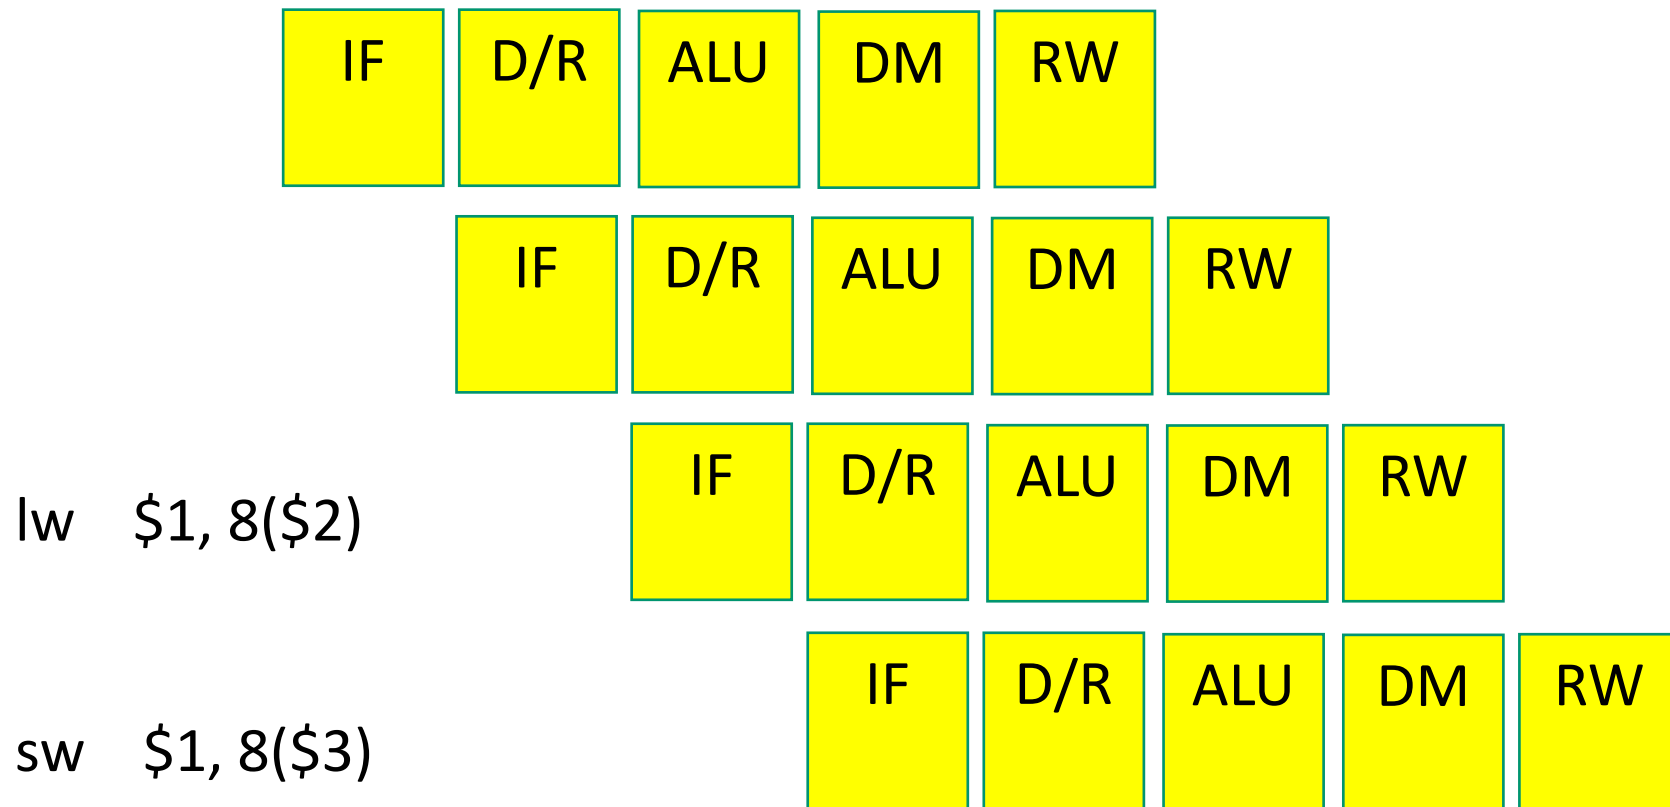 IF D/R ALU DM RW
IF D/R ALU DM RW
IF D/R ALU DM RW
lw $1, 8($2)
IF D/R ALU DM RW
sw $1, 8($3)